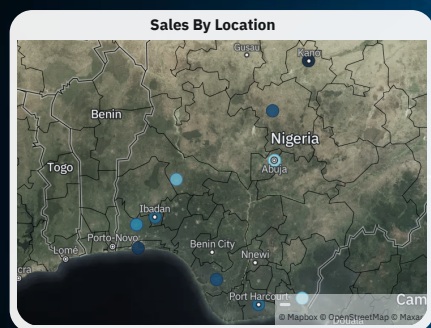 Sales By Location
Gusau
Kano
Benin
Nigeria
Togo
Abuja
Ibadan
Porto-Novo
Lomé
cra
Benin City
Nnewi
Port Harcourt
Cam
Douala
© Mapbox © OpenStreetMap © Maxar